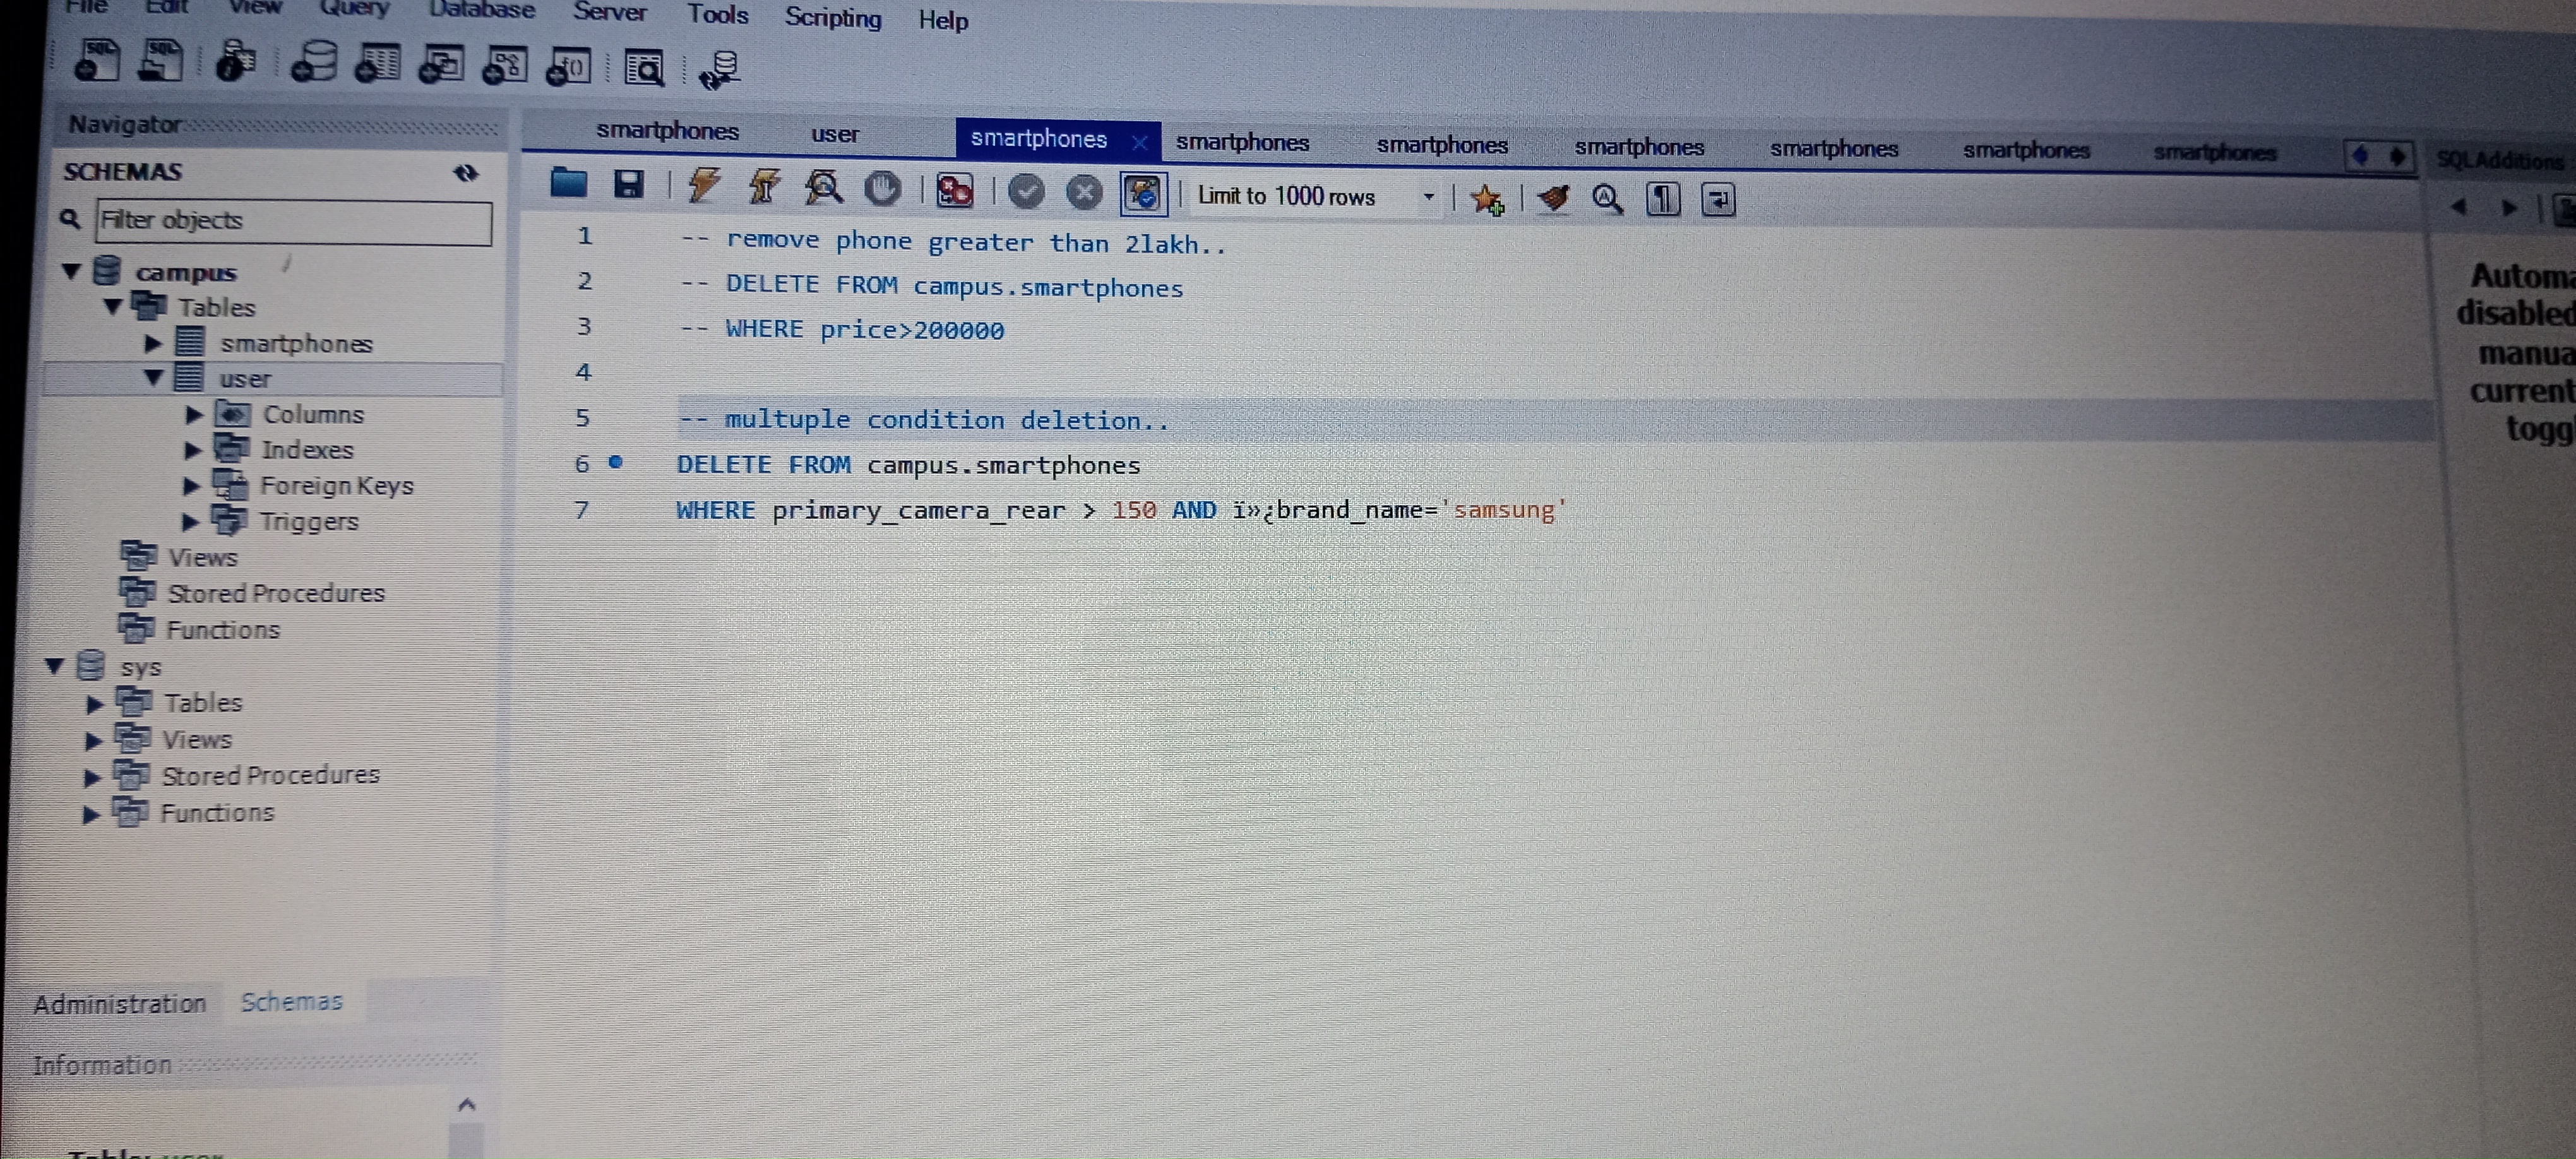 File Edit View Query Database Server Tools Scripting Help
SQL SQL
Navigator
smartphones user smartphones smartphones smartphones smartphones smartphones smartphones smartphones SQLAdditions
SCHEMAS
Limit to 1000 rows
Filter objects
campus
Tables
smartphones
user
Columns
Indexes
Foreign Keys
Triggers
Views
Stored Procedures
Functions
sys
Tables
Views
Stored Procedures
Functions
Administration Schemas
Information
1 -- remove phone greater than 2lakh..
2 -- DELETE FROM campus.smartphones
3 -- WHERE price>200000
4
5 -- multuple condition deletion..
6 DELETE FROM campus.smartphones
7 WHERE primary_camera_rear > 150 AND ï»¿brand_name='samsung'
Automa
disabled
manua
current
toggl